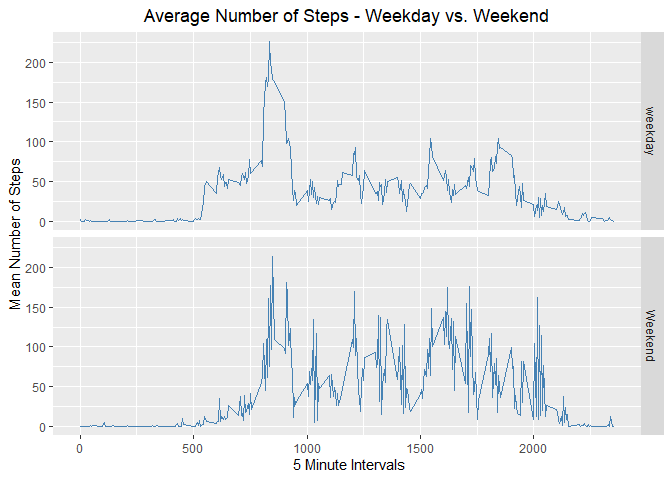 Average Number of Steps - Weekday vs. Weekend
Mean Number of Steps
200
150
100
50
0
weekday
200
150
100
50
0
Weekend
0 500 1000 1500 2000
5 Minute Intervals